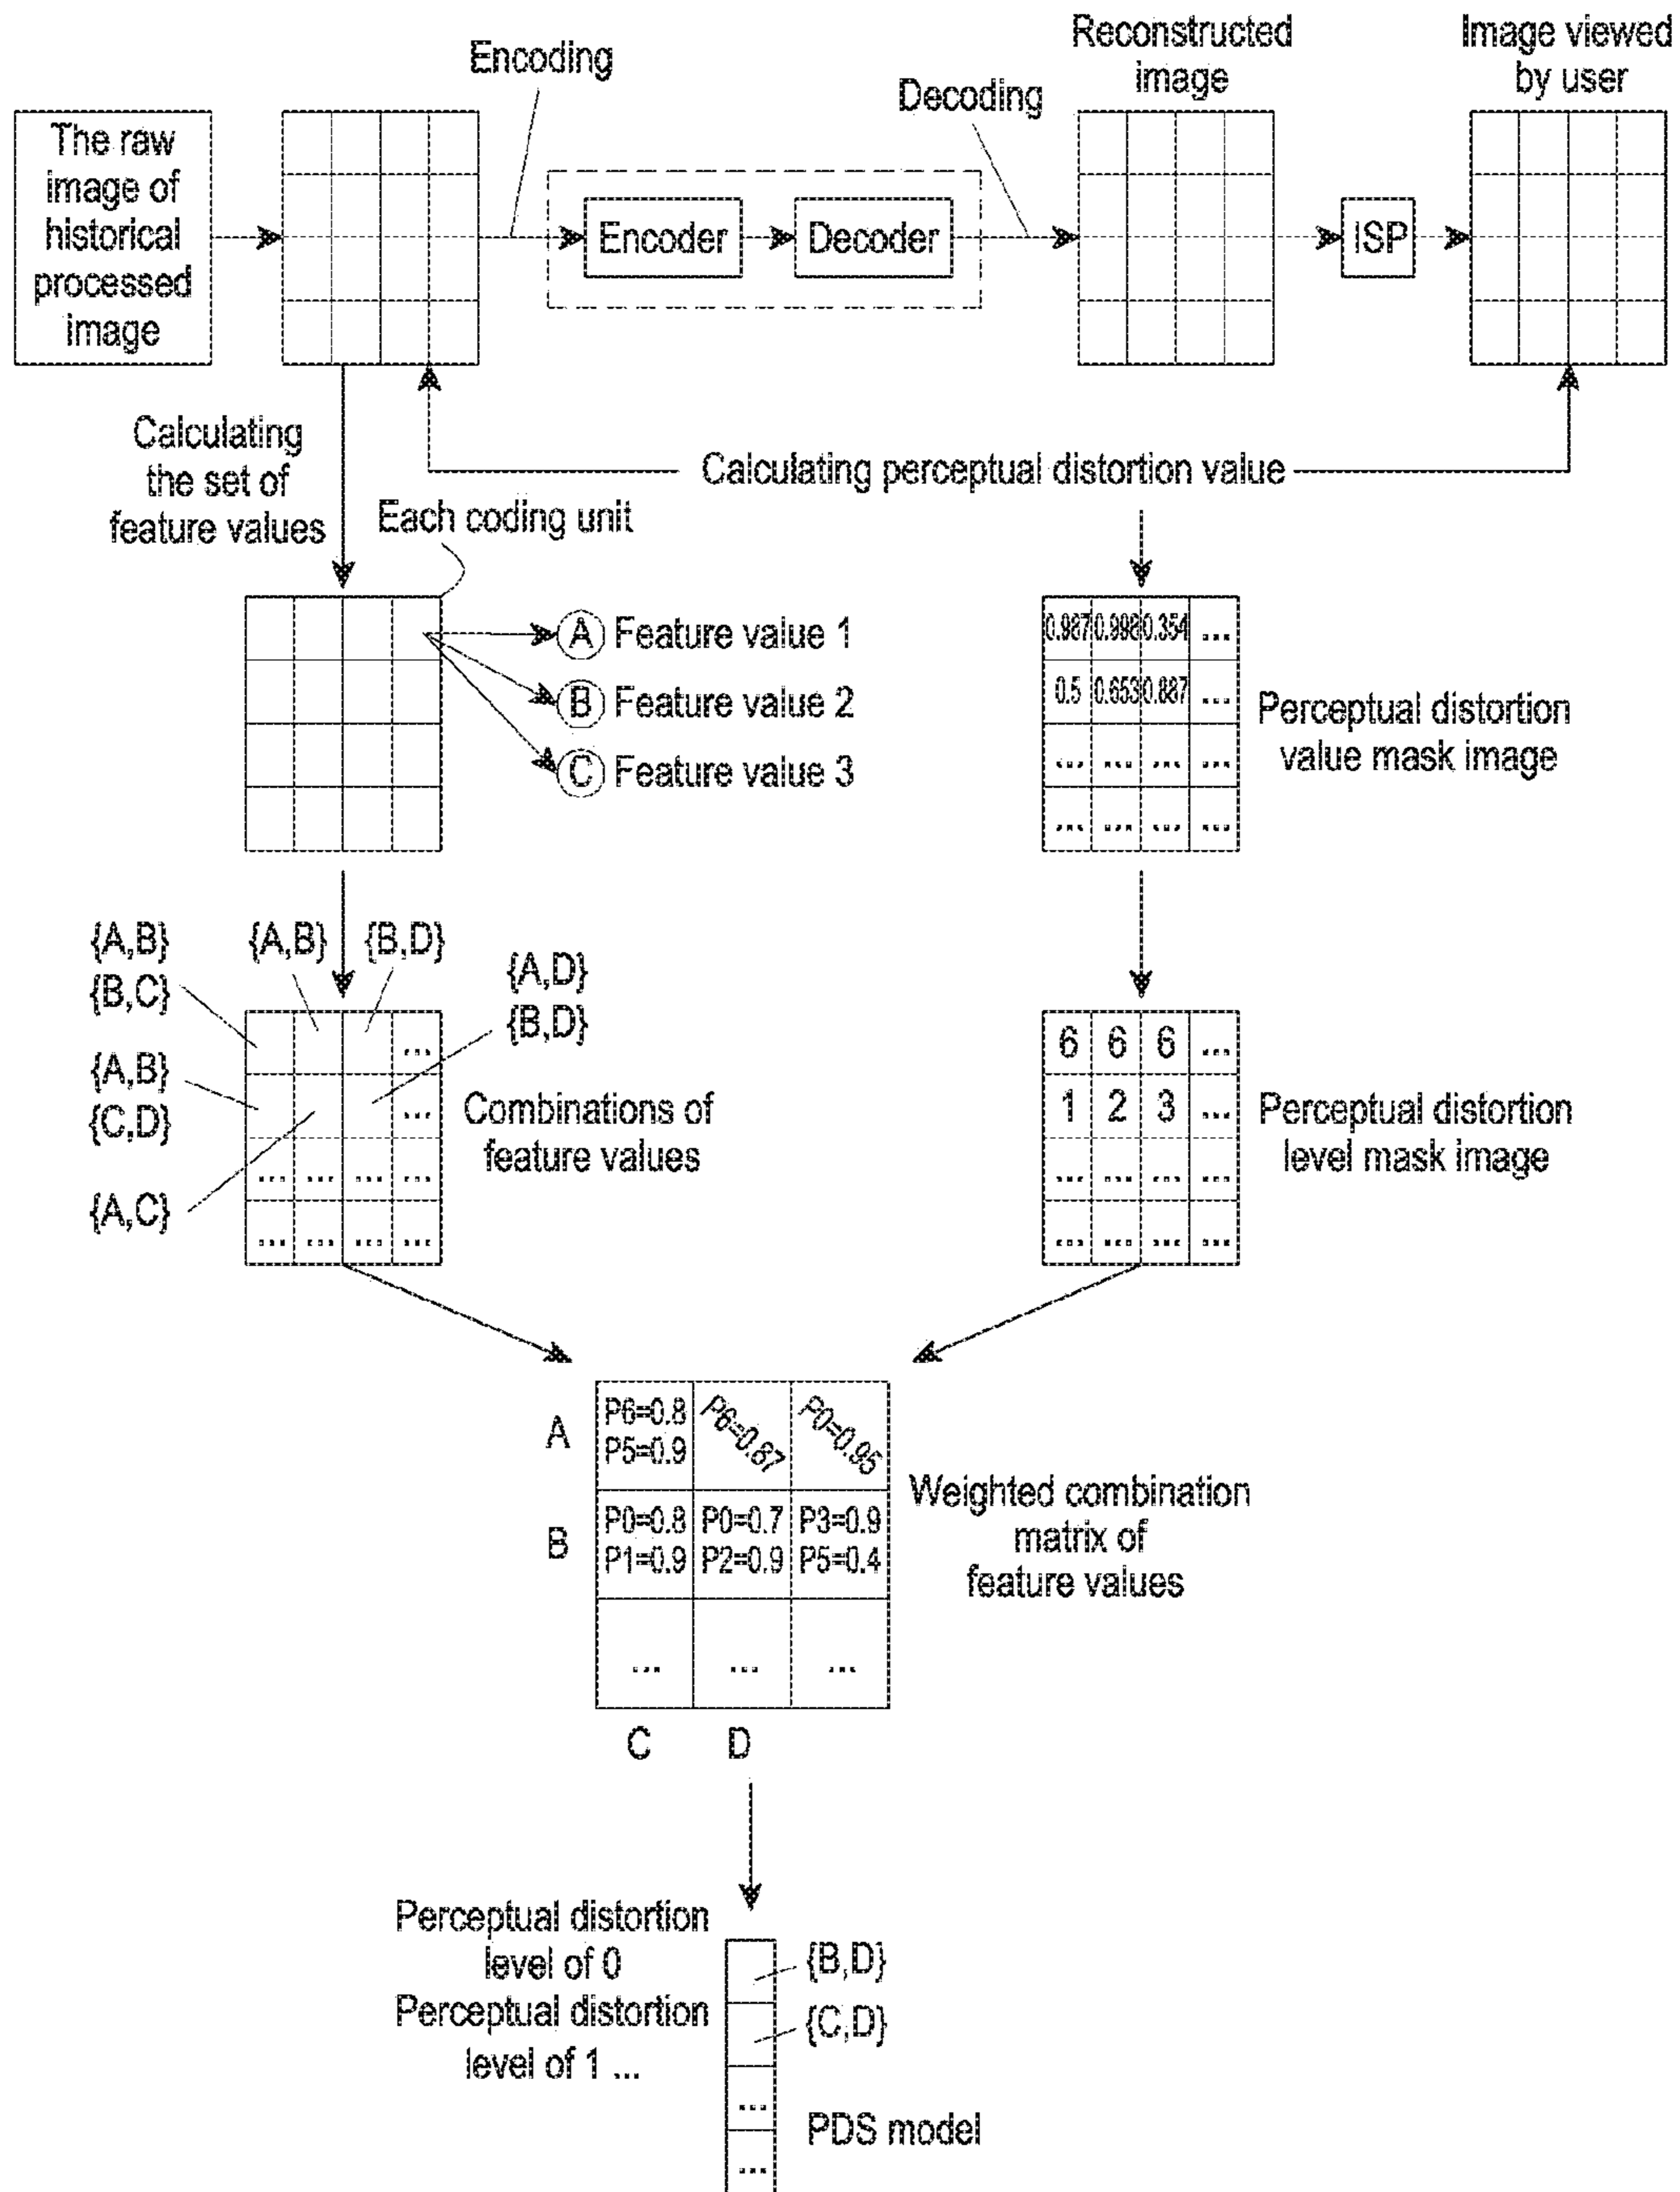 The raw
image of
historical
processed
image
Encoding
Encoder
Decoder
Decoding
Reconstructed
image
ISP
Image viewed
by user
Calculating
the set of
feature values
Calculating perceptual distortion value
Each coding unit
A Feature value 1
B Feature value 2
C Feature value 3
0.987 0.998 0.354 ...
0.5 0.653 0.887 ...
... ... ... ...
... ... ... ...
Perceptual distortion
value mask image
{A,B}
{B,C}
{A,B}
{B,D}
{A,D}
{B,D}
{A,B}
{C,D}
{A,C}
...
...
... ... ... ...
... ... ... ...
Combinations of
feature values
6 6 6 ...
1 2 3 ...
... ... ... ...
... ... ... ...
Perceptual distortion
level mask image
A
P6=0.8
P5=0.9
P6=0.87
P0=0.95
B
P0=0.8 P0=0.7 P3=0.9
P1=0.9 P2=0.9 P5=0.4
... ... ...
C D
Weighted combination
matrix of
feature values
Perceptual distortion
level of 0
Perceptual distortion
level of 1 ...
{B,D}
{C,D}
...
...
PDS model